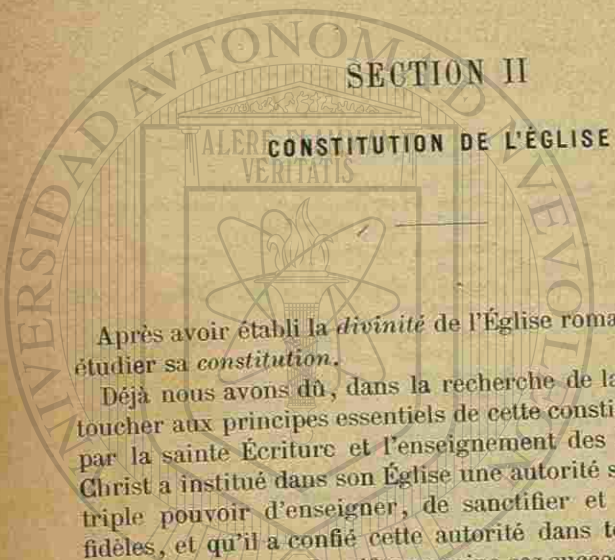 SECTION II
CONSTITUTION DE L'ÉGLISE
Après avoir établi la divinité de l'Église roma
étudier sa constitution.
Déjà nous avons dû, dans la recherche de la
toucher aux principes essentiels de cette consti
par la sainte Écriture et l'enseignement des
Christ a institué dans son Église une autorité s
triple pouvoir d'enseigner, de sanctifier et
fidèles, et qu'il a confié cette autorité dans t
ALERE
VERITATIS